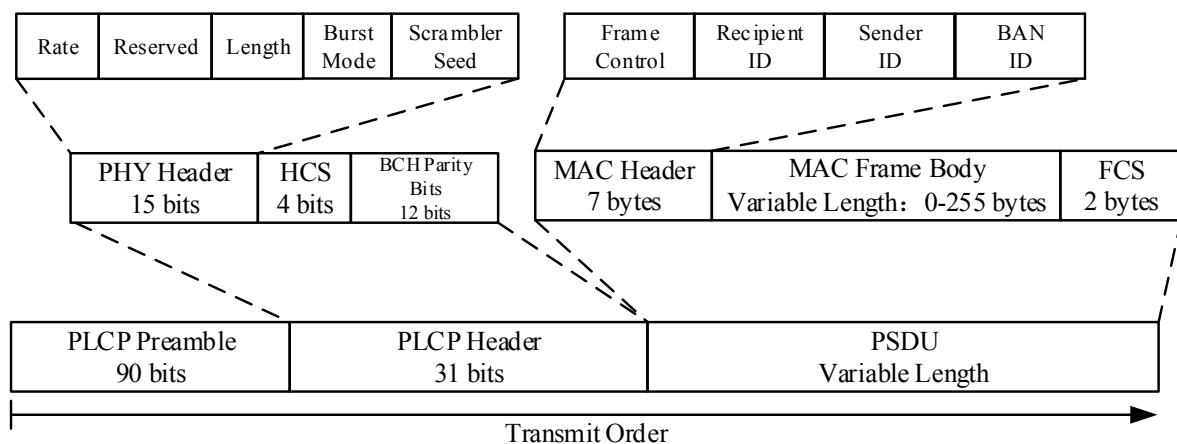 Rate
Reserved
Length
Burst
Mode
Scrambler
Seed
Frame
Control
Recipient
ID
Sender
ID
BAN
ID
PHY Header
15 bits
HCS
4 bits
BCH Parity
Bits
12 bits
MAC Header
7 bytes
MAC Frame Body
Variable Length：0-255 bytes
FCS
2 bytes
PLCP Preamble
90 bits
PLCP Header
31 bits
PSDU
Variable Length
Transmit Order